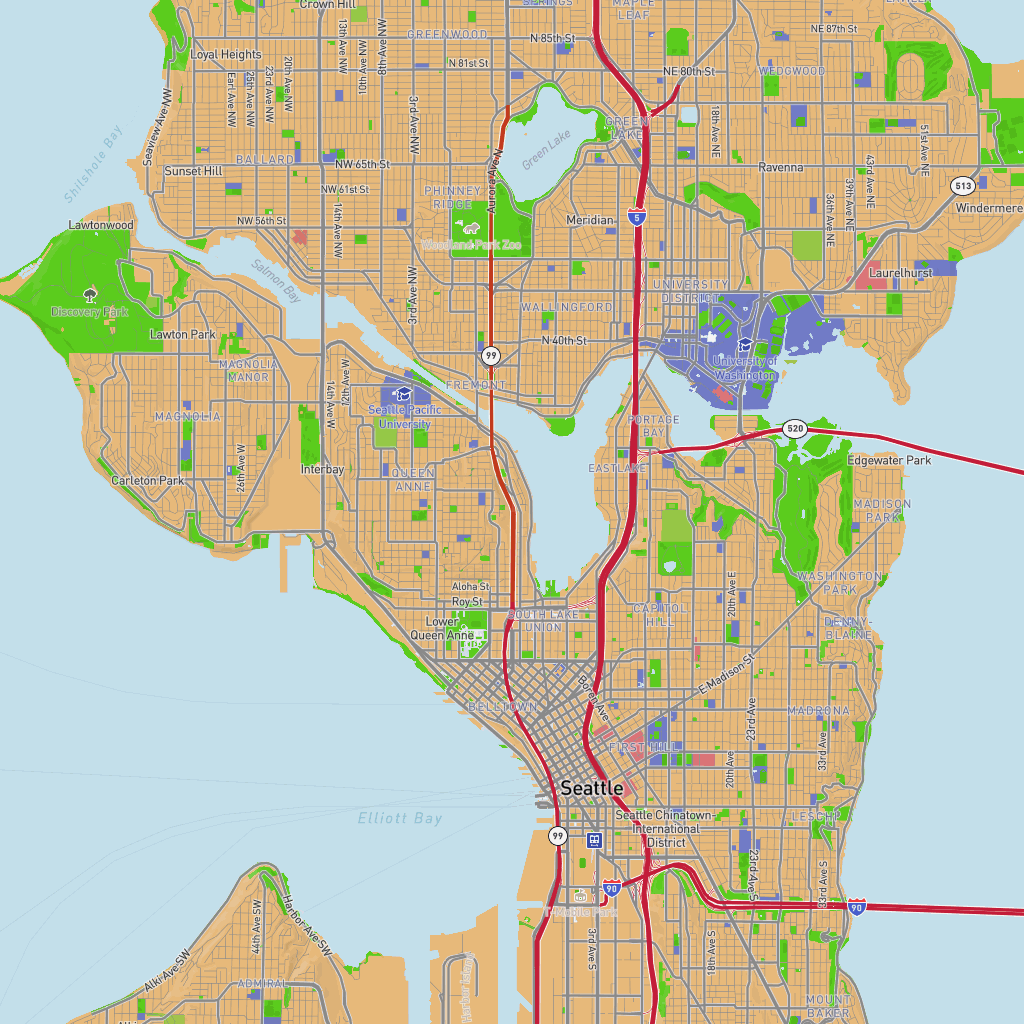 Crown Hill
SPRINGS
MAPLE
LEAF
GREENWOOD
N 85th St
NE 87th St
Loyal Heights
13th Ave NW
10th Ave NW
8th Ave NW
N 81st St
NE 80th St
WEDGWOOD
Earl Ave NW
25th Ave NW
23rd Ave NW
20th Ave NW
3rd Ave NW
18th Ave NE
51st Ave NE
GREEN
LAKE
Green Lake
Seaview Ave NW
Shilshole Bay
BALLARD
NW 65th St
Sunset Hill
Ravenna
43rd Ave NE
NW 61st St
PHINNEY
RIDGE
Aurora Ave N
36th Ave NE
39th Ave NE
513
Windermere
Lawtonwood
NW 56th St
14th Ave NW
Meridian
5
Woodland Park Zoo
Salmon Bay
3rd Ave NW
Laurelhurst
UNIVERSITY
DISTRICT
Discovery Park
WALLINGFORD
Lawton Park
N 40th St
99
University of
Washington
MAGNOLIA
MANOR
12th Ave W
14th Ave W
FREMONT
Seattle Pacific
University
MAGNOLIA
PORTAGE
BAY
520
26th Ave W
Interbay
QUEEN
ANNE
EASTLAKE
Edgewater Park
Carleton Park
MADISON
PARK
Aloha St
Roy St
20th Ave E
WASHINGTON
PARK
Lower
Queen Anne
SOUTH LAKE
UNION
CAPITOL
HILL
DENNY-
BLAINE
E Madison St
Boren Ave
BELLTOWN
MADRONA
23rd Ave
33rd Ave
FIRST HILL
20th Ave
Seattle
Elliott Bay
Seattle Chinatown-
International
District
LESCHI
99
23rd Ave S
33rd Ave S
90
90
T-Mobile Park
44th Ave SW
Harbor Ave SW
3rd Ave S
18th Ave S
Alki Ave SW
ADMIRAL
Harbor Island
MOUNT
BAKER